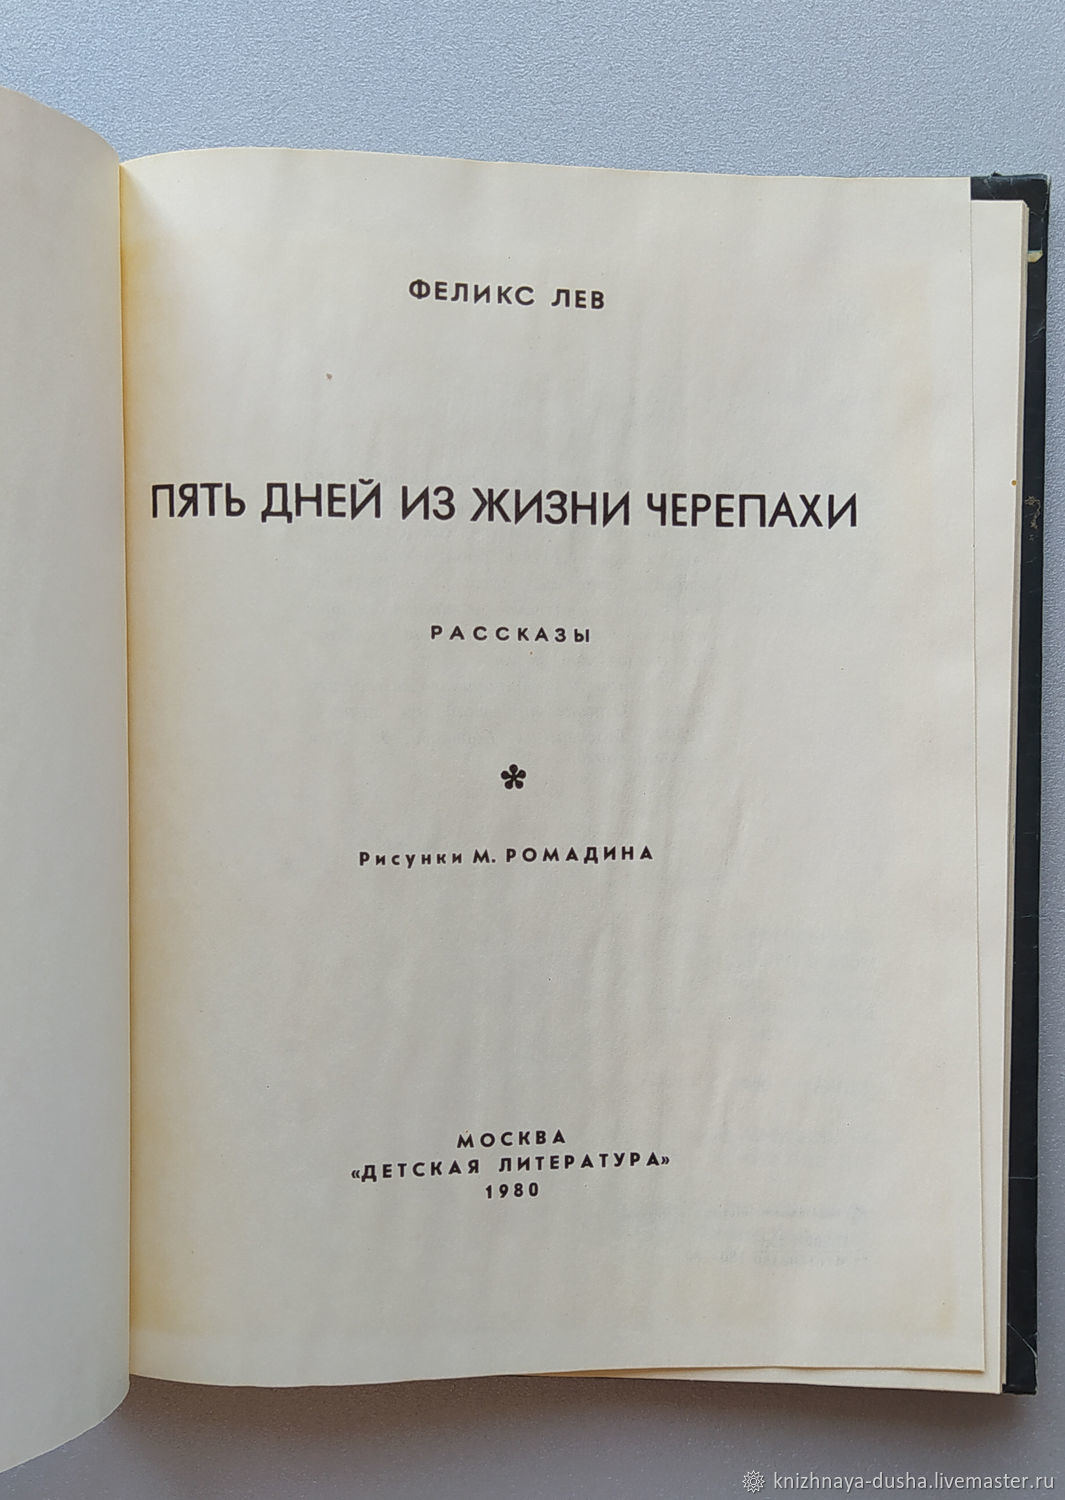 ФЕЛИКС ЛЕВ
ПЯТЬ ДНЕЙ ИЗ ЖИЗНИ ЧЕРЕПАХИ
РАССКАЗЫ
Рисунки М. РОМАДИНА
МОСКВА
«ДЕТСКАЯ ЛИТЕРАТУРА»
1980
knizhnaya-dusha.livemaster.ru